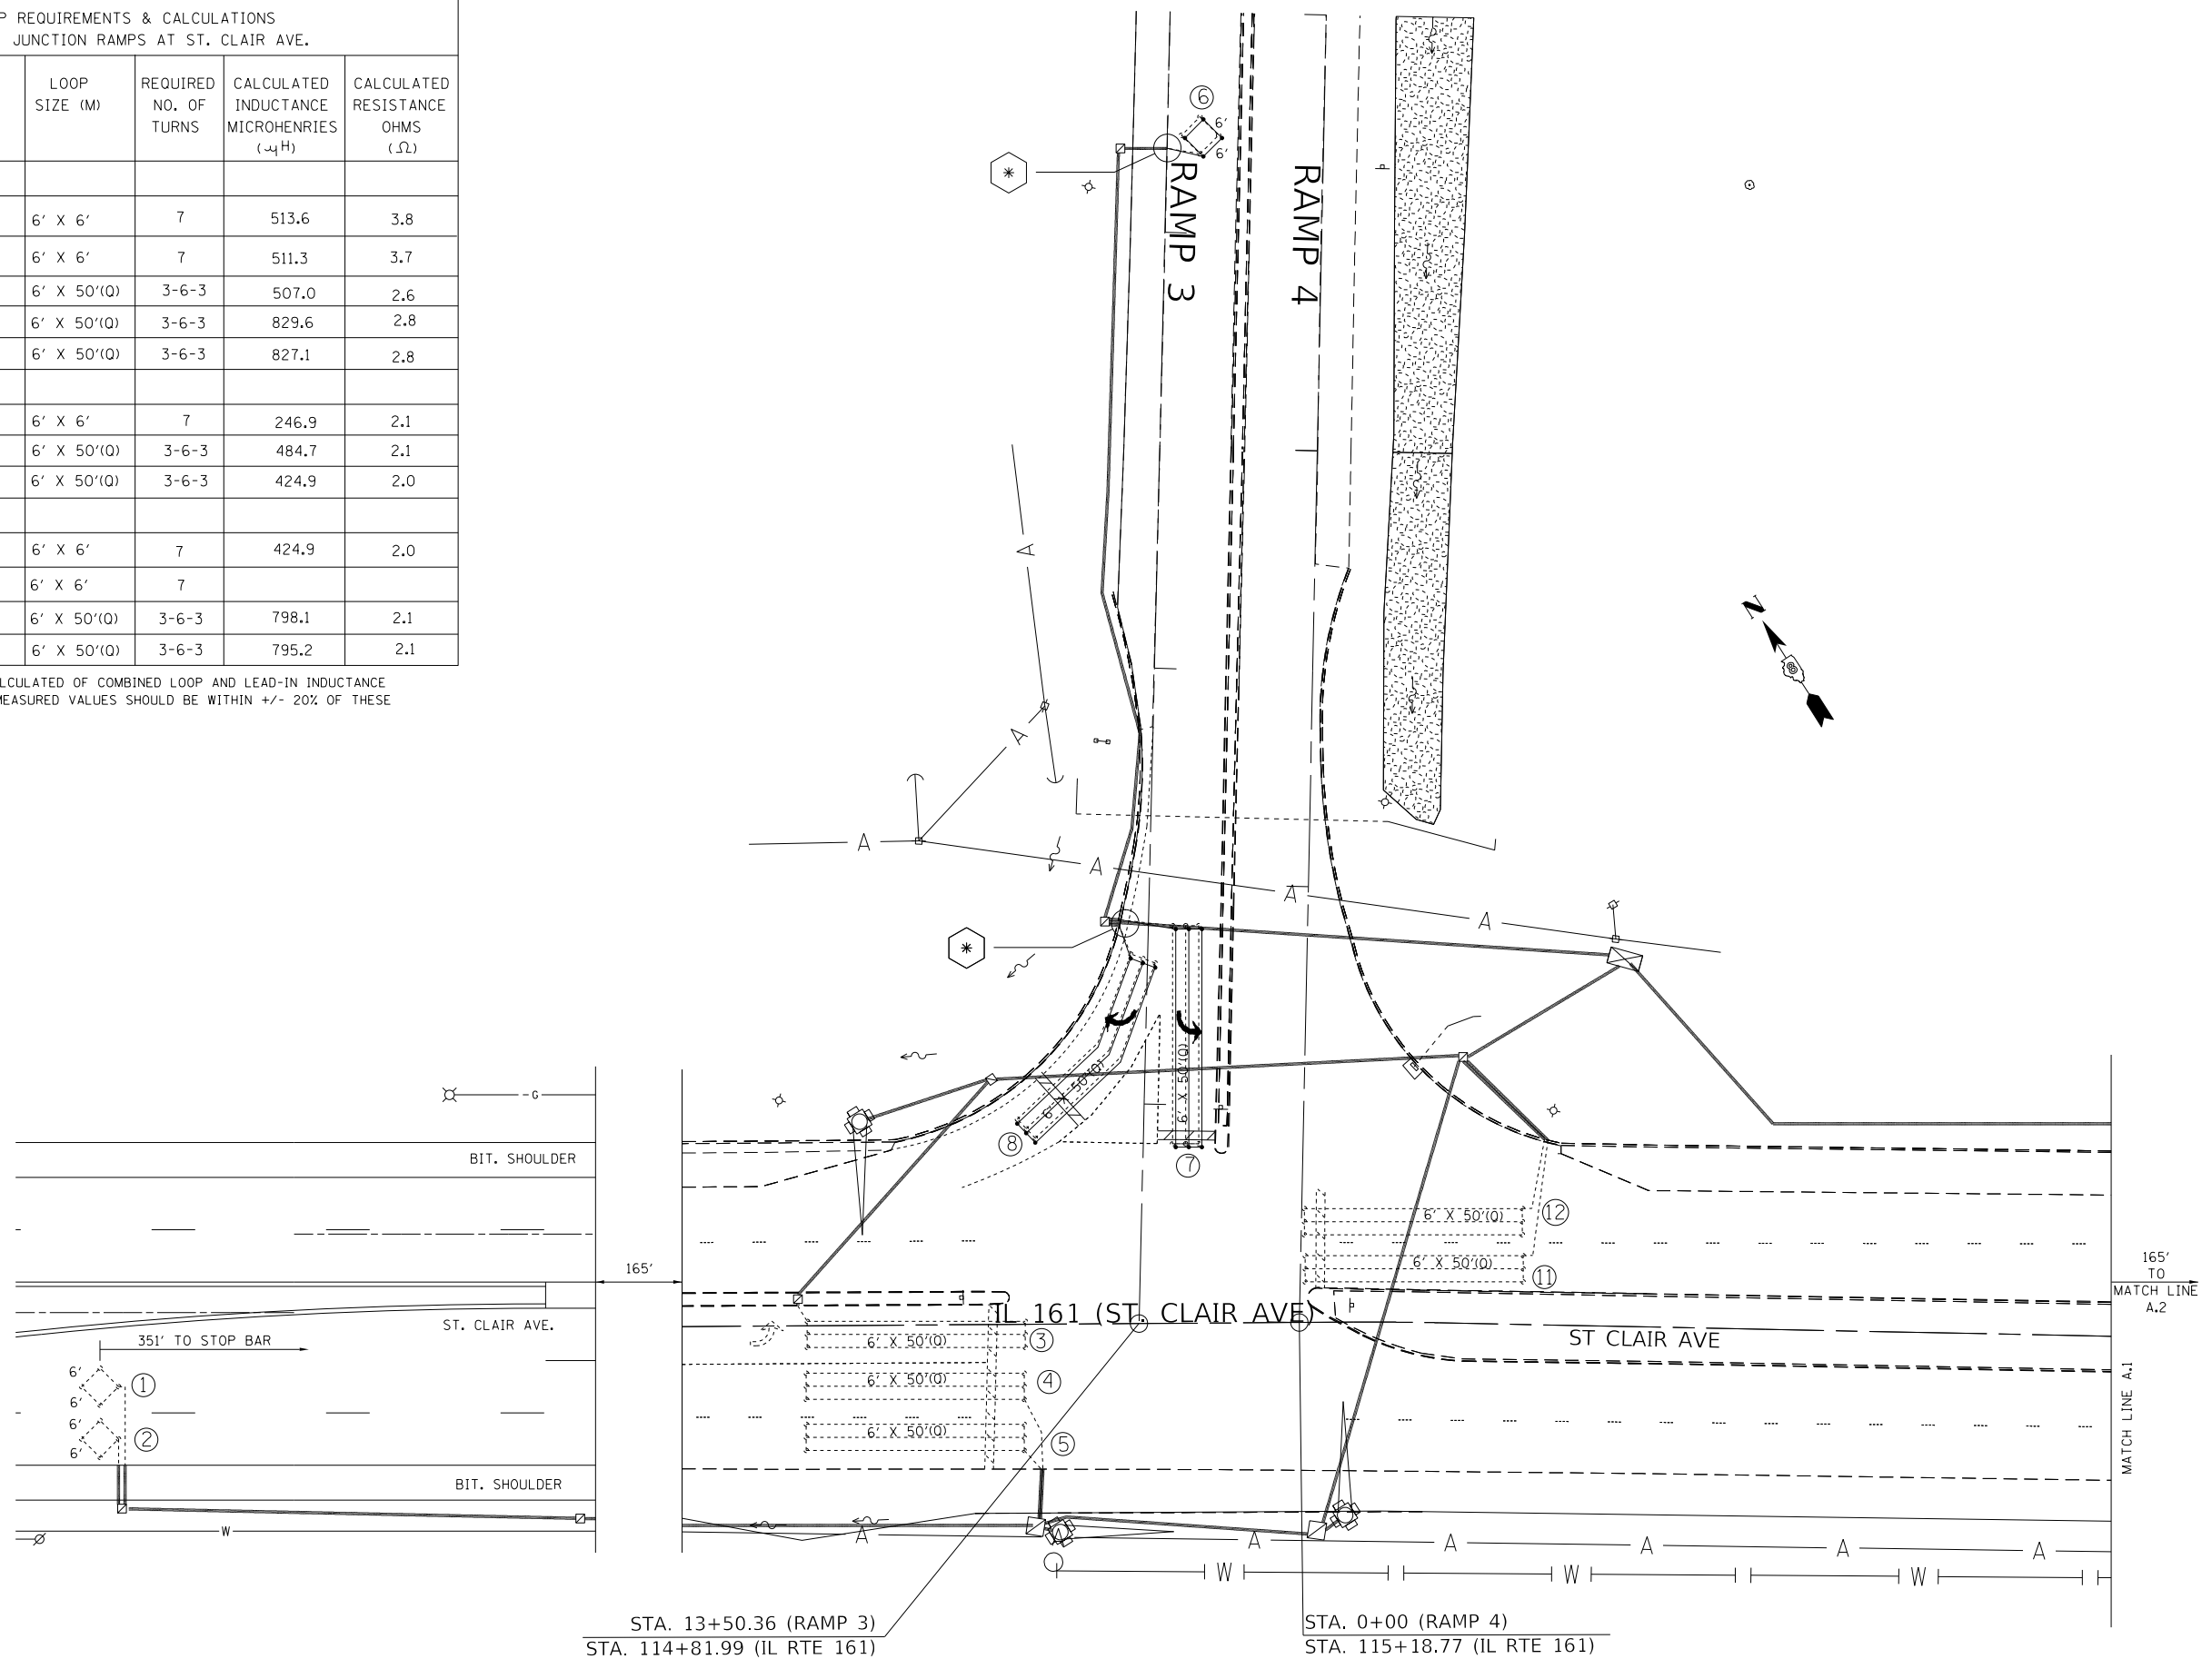 P REQUIREMENTS & CALCULATIONS
JUNCTION RAMPS AT ST. CLAIR AVE.
LOOP SIZE (M)
REQUIRED NO. OF TURNS
CALCULATED INDUCTANCE MICROHENRIES (µH)
CALCULATED RESISTANCE OHMS (Ω)
6' X 6' 7 513.6 3.8
6' X 6' 7 511.3 3.7
6' X 50'(Q) 3-6-3 507.0 2.6
6' X 50'(Q) 3-6-3 829.6 2.8
6' X 50'(Q) 3-6-3 827.1 2.8
6' X 6' 7 246.9 2.1
6' X 50'(Q) 3-6-3 484.7 2.1
6' X 50'(Q) 3-6-3 424.9 2.0
6' X 6' 7 424.9 2.0
6' X 6' 7
6' X 50'(Q) 3-6-3 798.1 2.1
6' X 50'(Q) 3-6-3 795.2 2.1
LCULATED OF COMBINED LOOP AND LEAD-IN INDUCTANCE
MEASURED VALUES SHOULD BE WITHIN +/- 20% OF THESE
6
6'
6'
*
RAMP 3
RAMP 4
N
8
A
A
A
A
A
A
*
6' X 50'(Q)
6' X 50'(Q)
8
7
G
BIT. SHOULDER
165'
ST. CLAIR AVE.
351' TO STOP BAR
6'
6'
1
6'
6'
2
BIT. SHOULDER
W
6' X 50'(Q) 12
6' X 50'(Q) 11
IL 161 (ST. CLAIR AVE)
ST CLAIR AVE
6' X 50'(Q) 3
6' X 50'(Q) 4
6' X 50'(Q) 5
165'
TO
MATCH LINE
A.2
MATCH LINE A.1
A A A A A A A
W W W
STA. 13+50.36 (RAMP 3)
STA. 114+81.99 (IL RTE 161)
STA. 0+00 (RAMP 4)
STA. 115+18.77 (IL RTE 161)